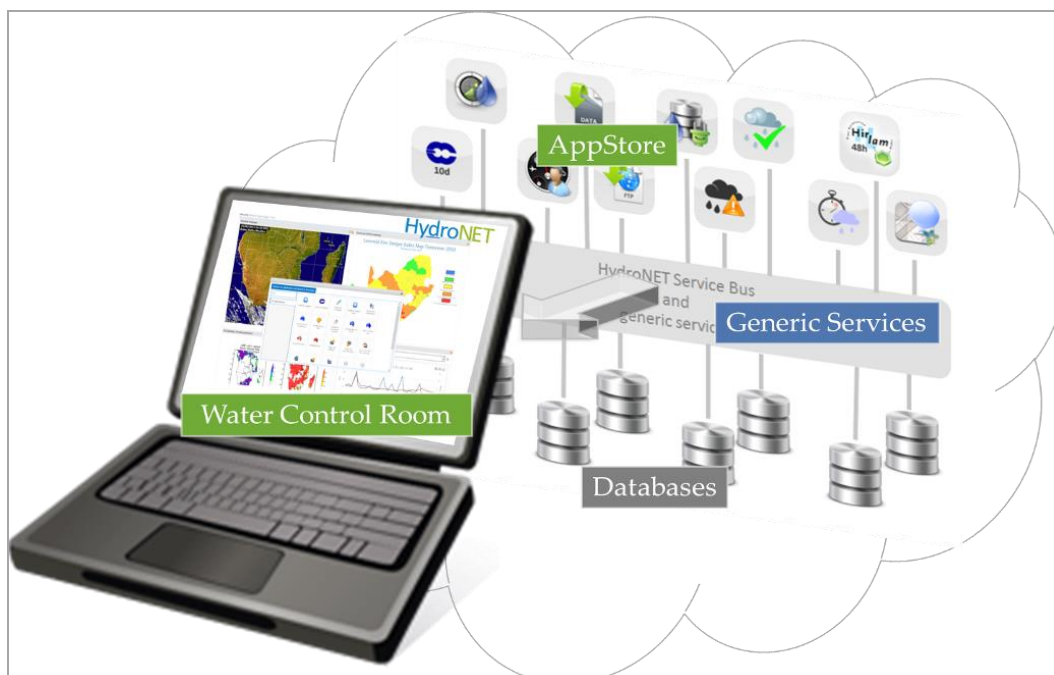 DATA
AppStore
Hirlam
48h
10d
FTP
HydroNET
HydroNET Service Bus
and
generic servic
Generic Services
Water Control Room
Databases